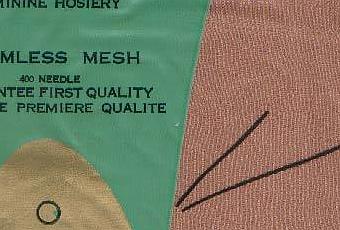 MININE HOSIERY
MLESS MESH
400 NEEDLE
NTEE FIRST QUALITY
E PREMIERE QUALITE